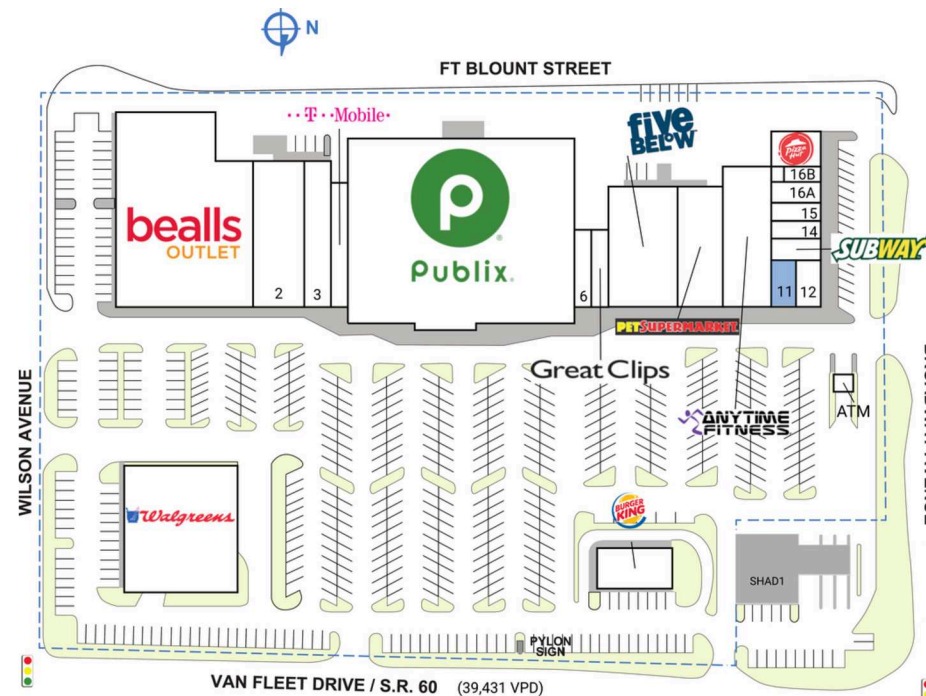 N
FT BLOUNT STREET
T Mobile
five
BELOW
Pizza
Hut
16B
16A
15
14
SUBWAY
11
12
bealls
OUTLET
P
Publix.
2
3
6
PET SUPERMARKET
Great Clips
ANYTIME
FITNESS
ATM
WILSON AVENUE
Walgreens
BURGER
KING
SHAD1
PYLON
SIGN
VAN FLEET DRIVE / S.R. 60 (39,431 VPD)